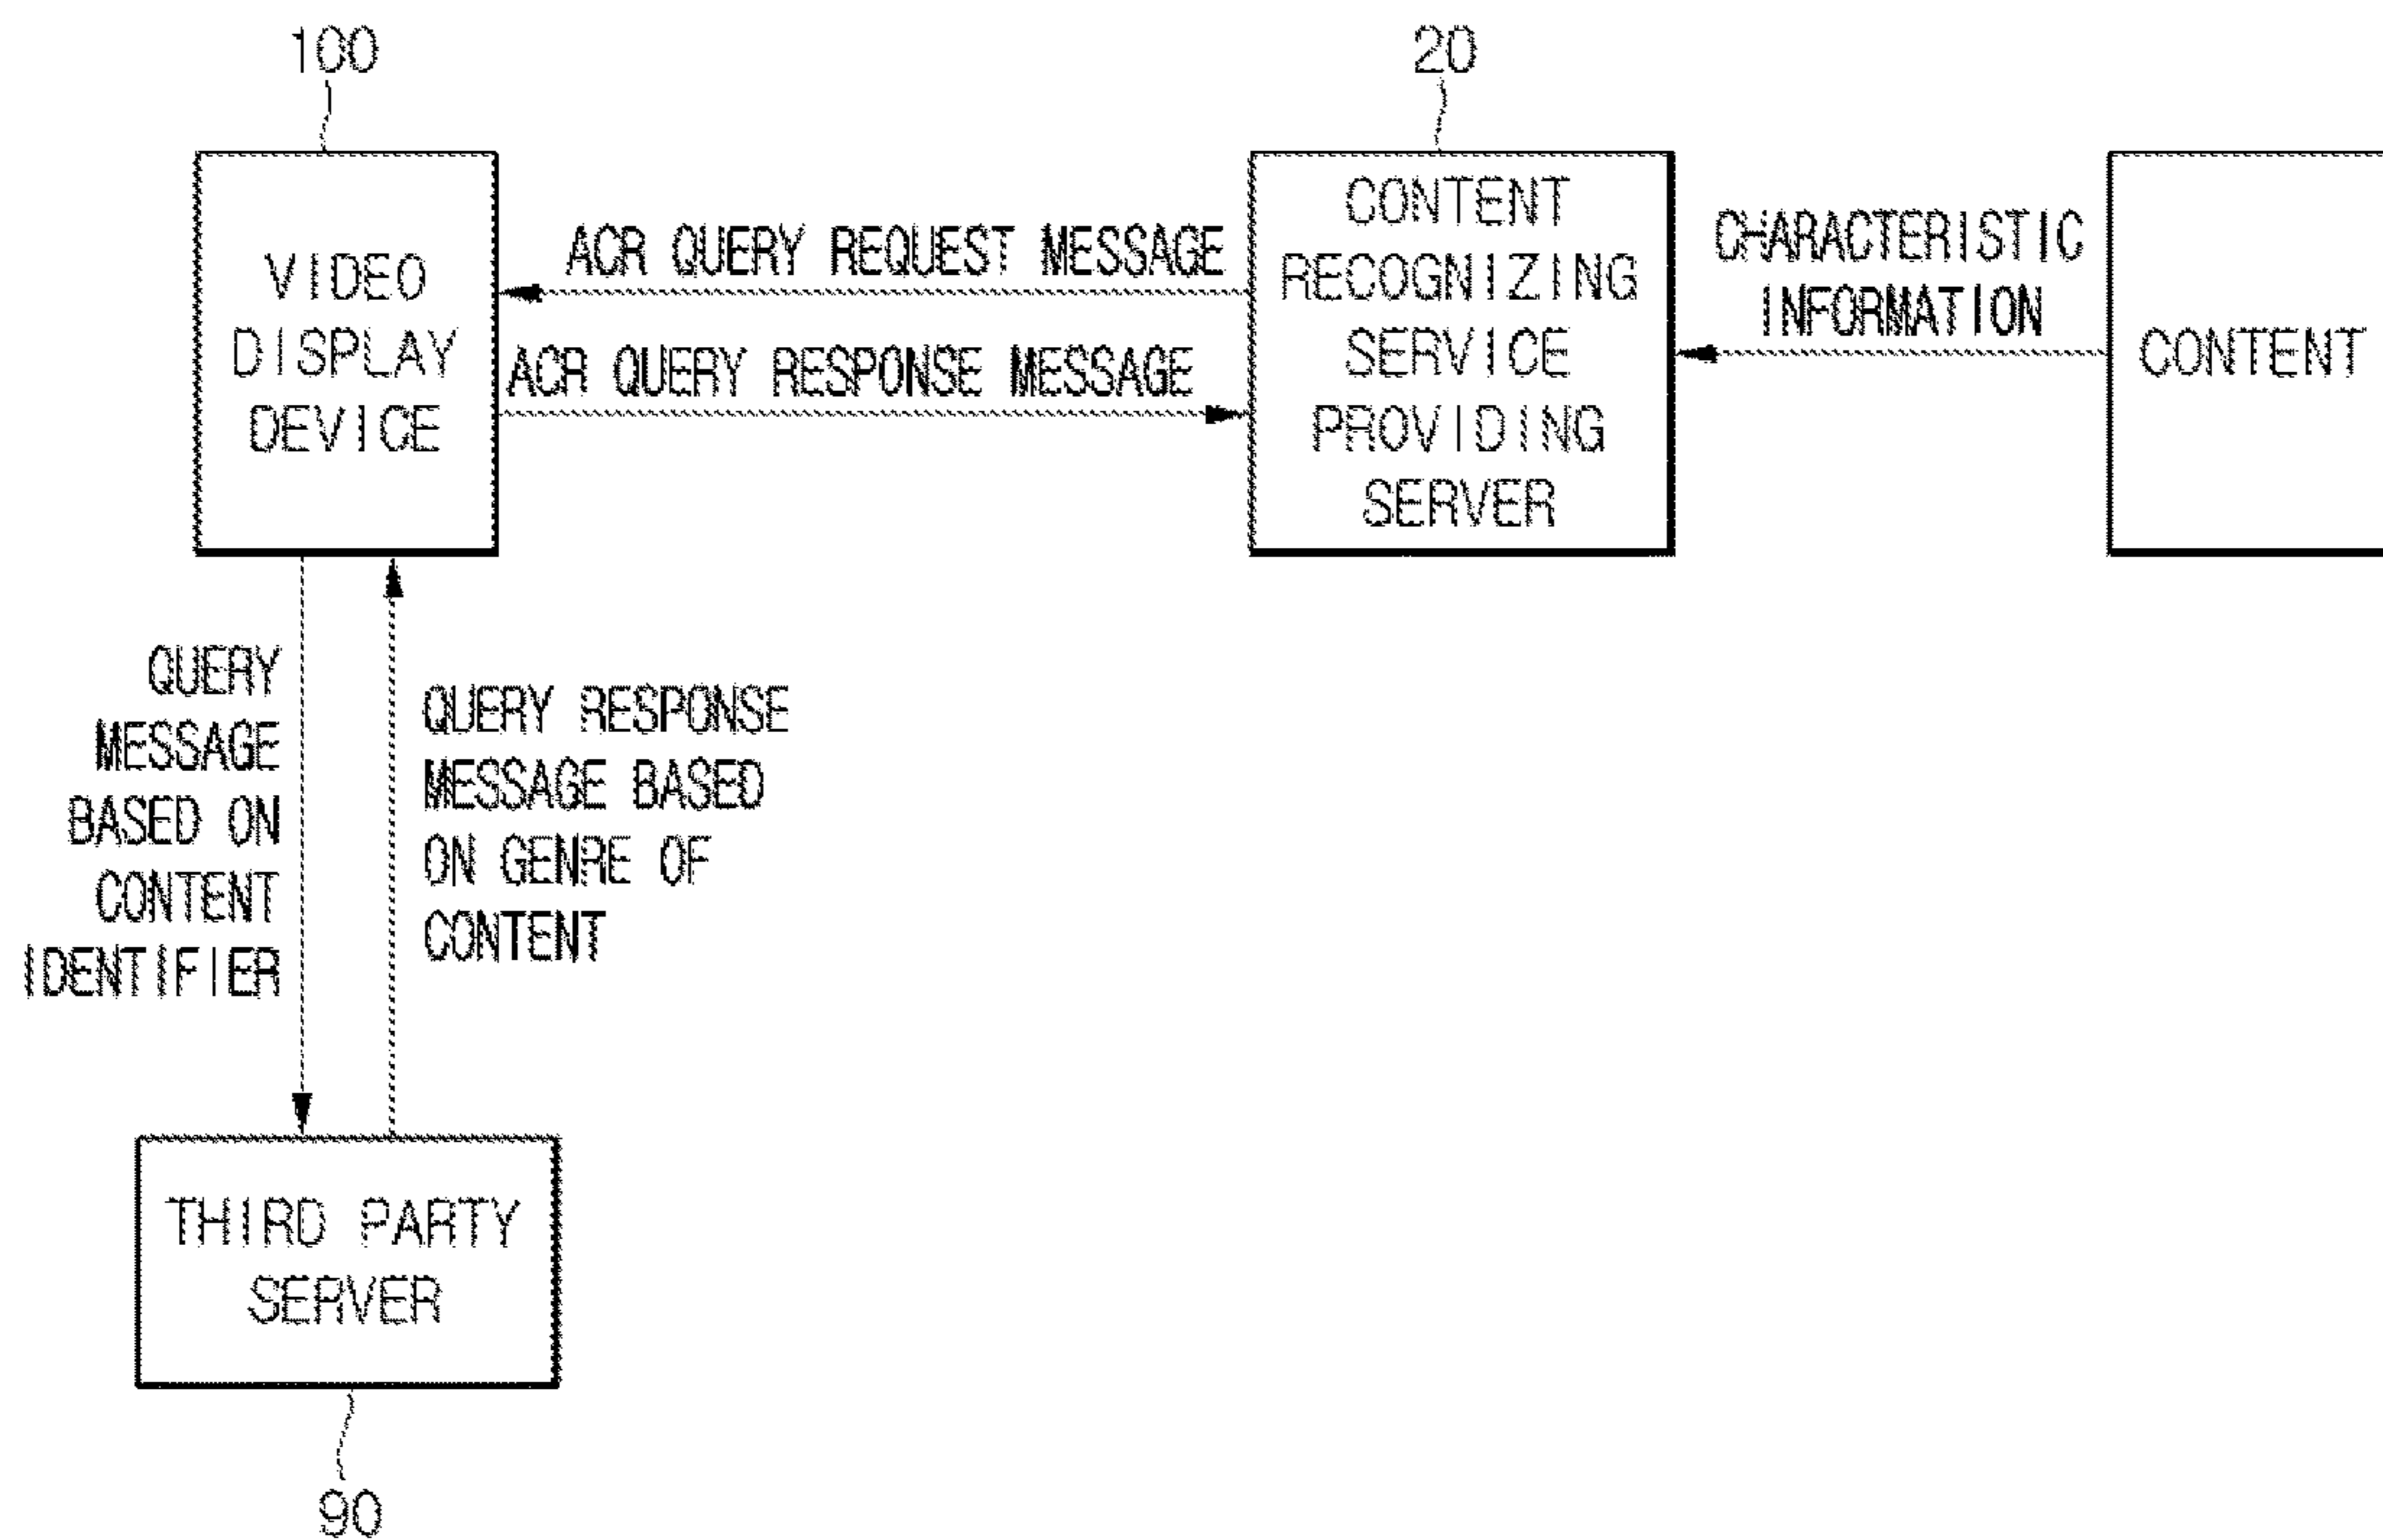 100
20
VIDEO
DISPLAY
DEVICE
ACR QUERY REQUEST MESSAGE
ACR QUERY RESPONSE MESSAGE
CONTENT
RECOGNIZING
SERVICE
PROVIDING
SERVER
CHARACTERISTIC
INFORMATION
CONTENT
QUERY
MESSAGE
BASED ON
CONTENT
IDENTIFIER
QUERY RESPONSE
MESSAGE BASED
ON GENRE OF
CONTENT
THIRD PARTY
SERVER
90